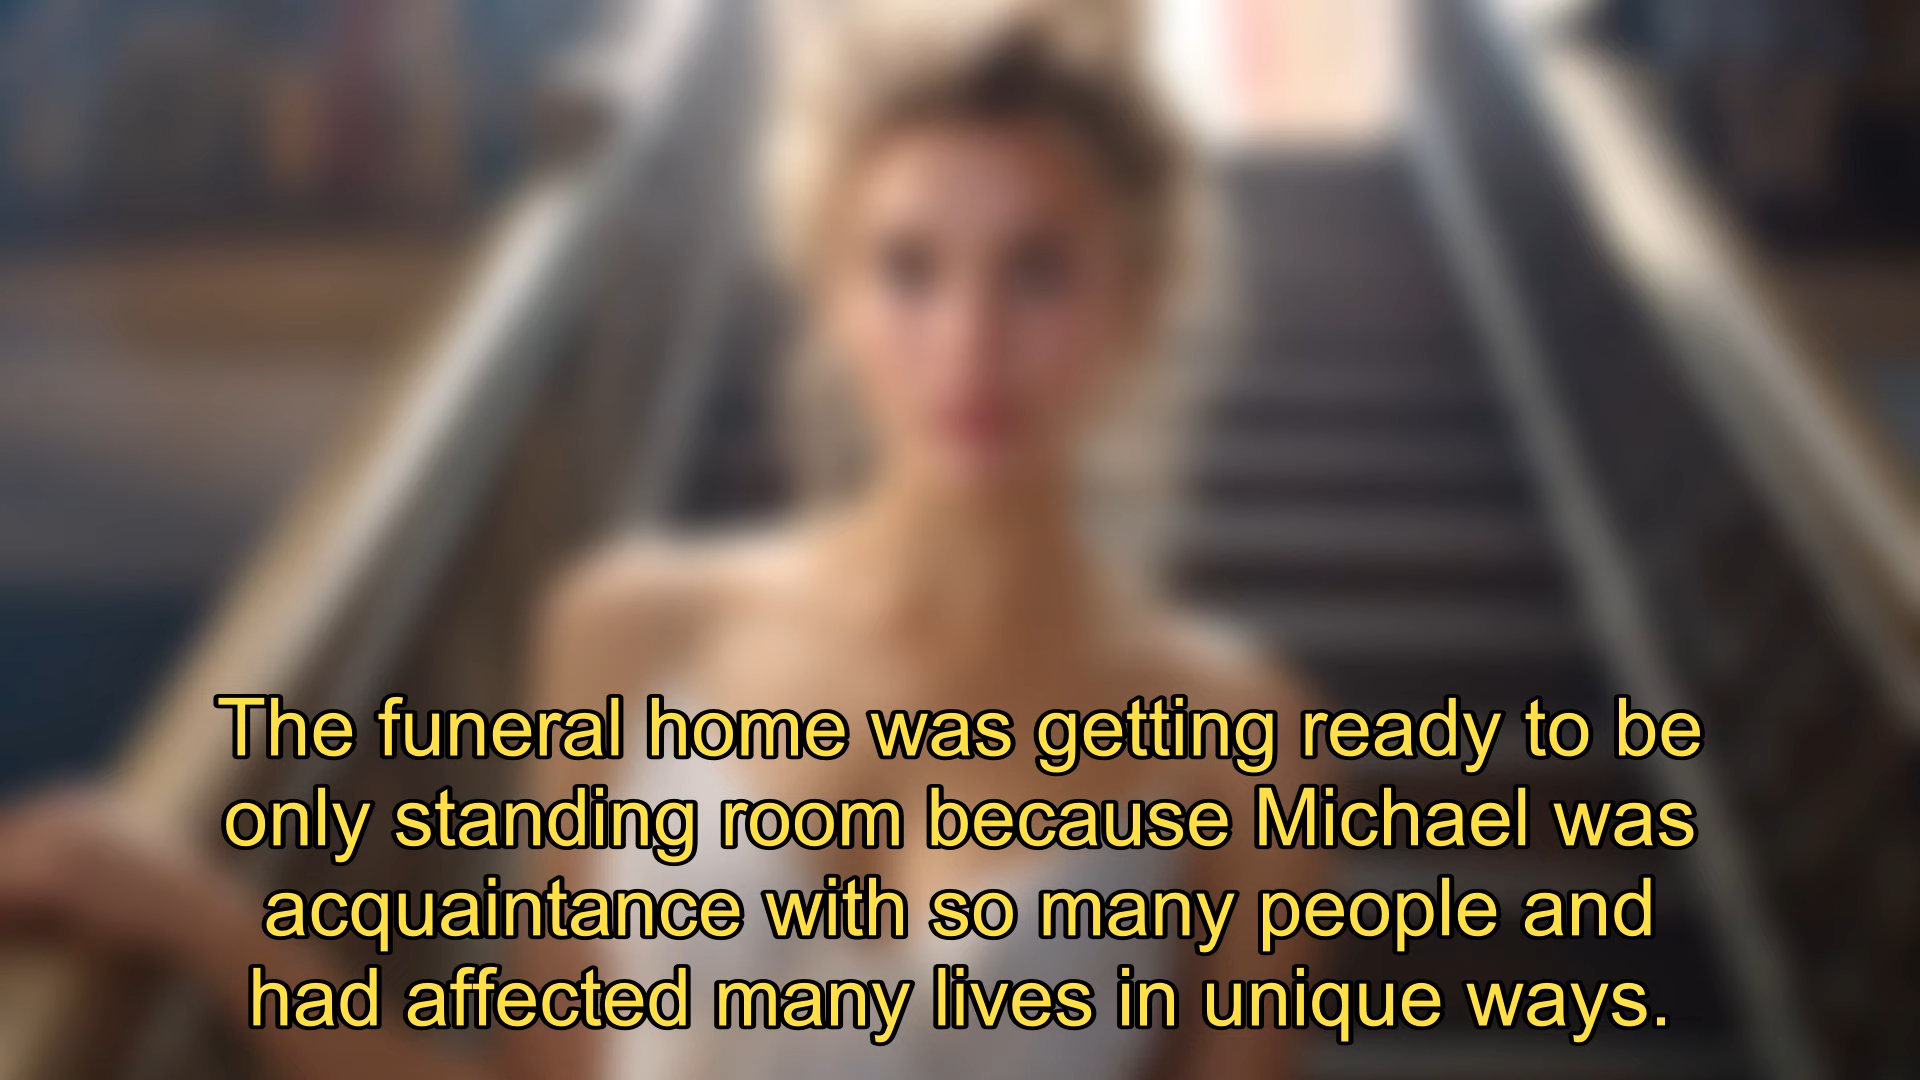 The funeral home was getting ready to be
only standing room because Michael was
acquaintance with so many people and
had affected many lives in unique ways.